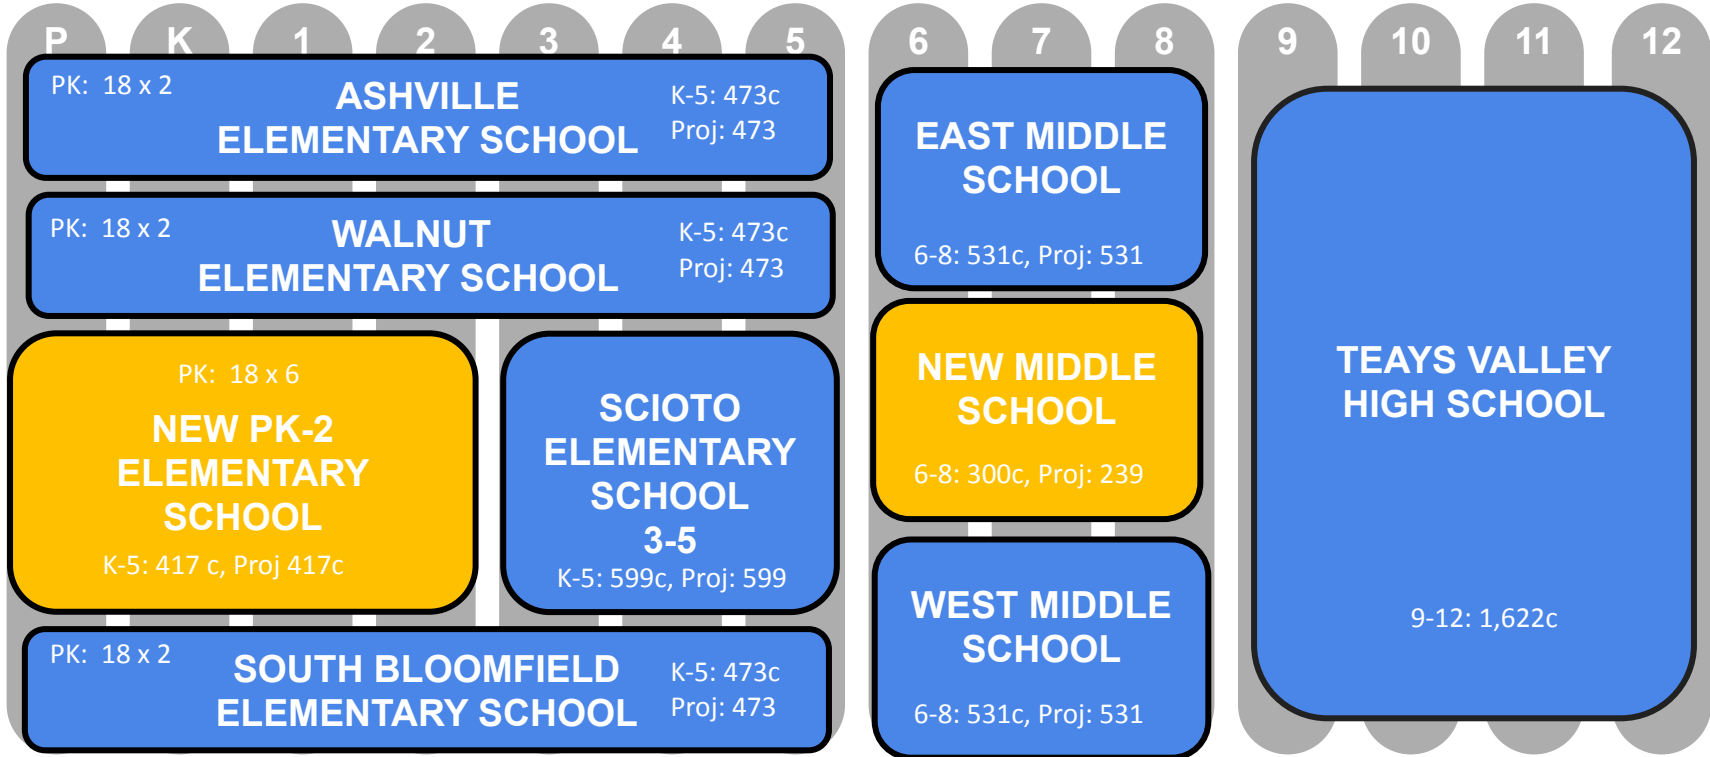 P K 1 2 3 4 5 6 7 8 9 10 11 12
PK: 18 x 2
ASHVILLE
ELEMENTARY SCHOOL
K-5: 473c
Proj: 473
PK: 18 x 2
WALNUT
ELEMENTARY SCHOOL
K-5: 473c
Proj: 473
PK: 18 x 6
NEW PK-2
ELEMENTARY
SCHOOL
K-5: 417 c, Proj 417c
SCIOTO
ELEMENTARY
SCHOOL
3-5
K-5: 599c, Proj: 599
PK: 18 x 2
SOUTH BLOOMFIELD
ELEMENTARY SCHOOL
K-5: 473c
Proj: 473
EAST MIDDLE
SCHOOL
6-8: 531c, Proj: 531
NEW MIDDLE
SCHOOL
6-8: 300c, Proj: 239
WEST MIDDLE
SCHOOL
6-8: 531c, Proj: 531
TEAYS VALLEY
HIGH SCHOOL
9-12: 1,622c